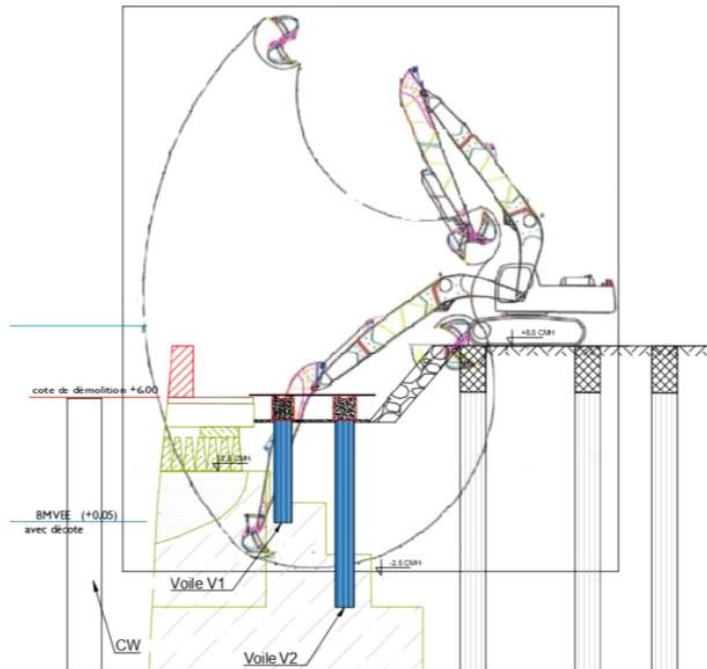 +8.5 CMH
cote de démolition +6.00
BMVEE (+0.05)
avec décote
-2.5 CMH
Voile V1
CW
Voile V2